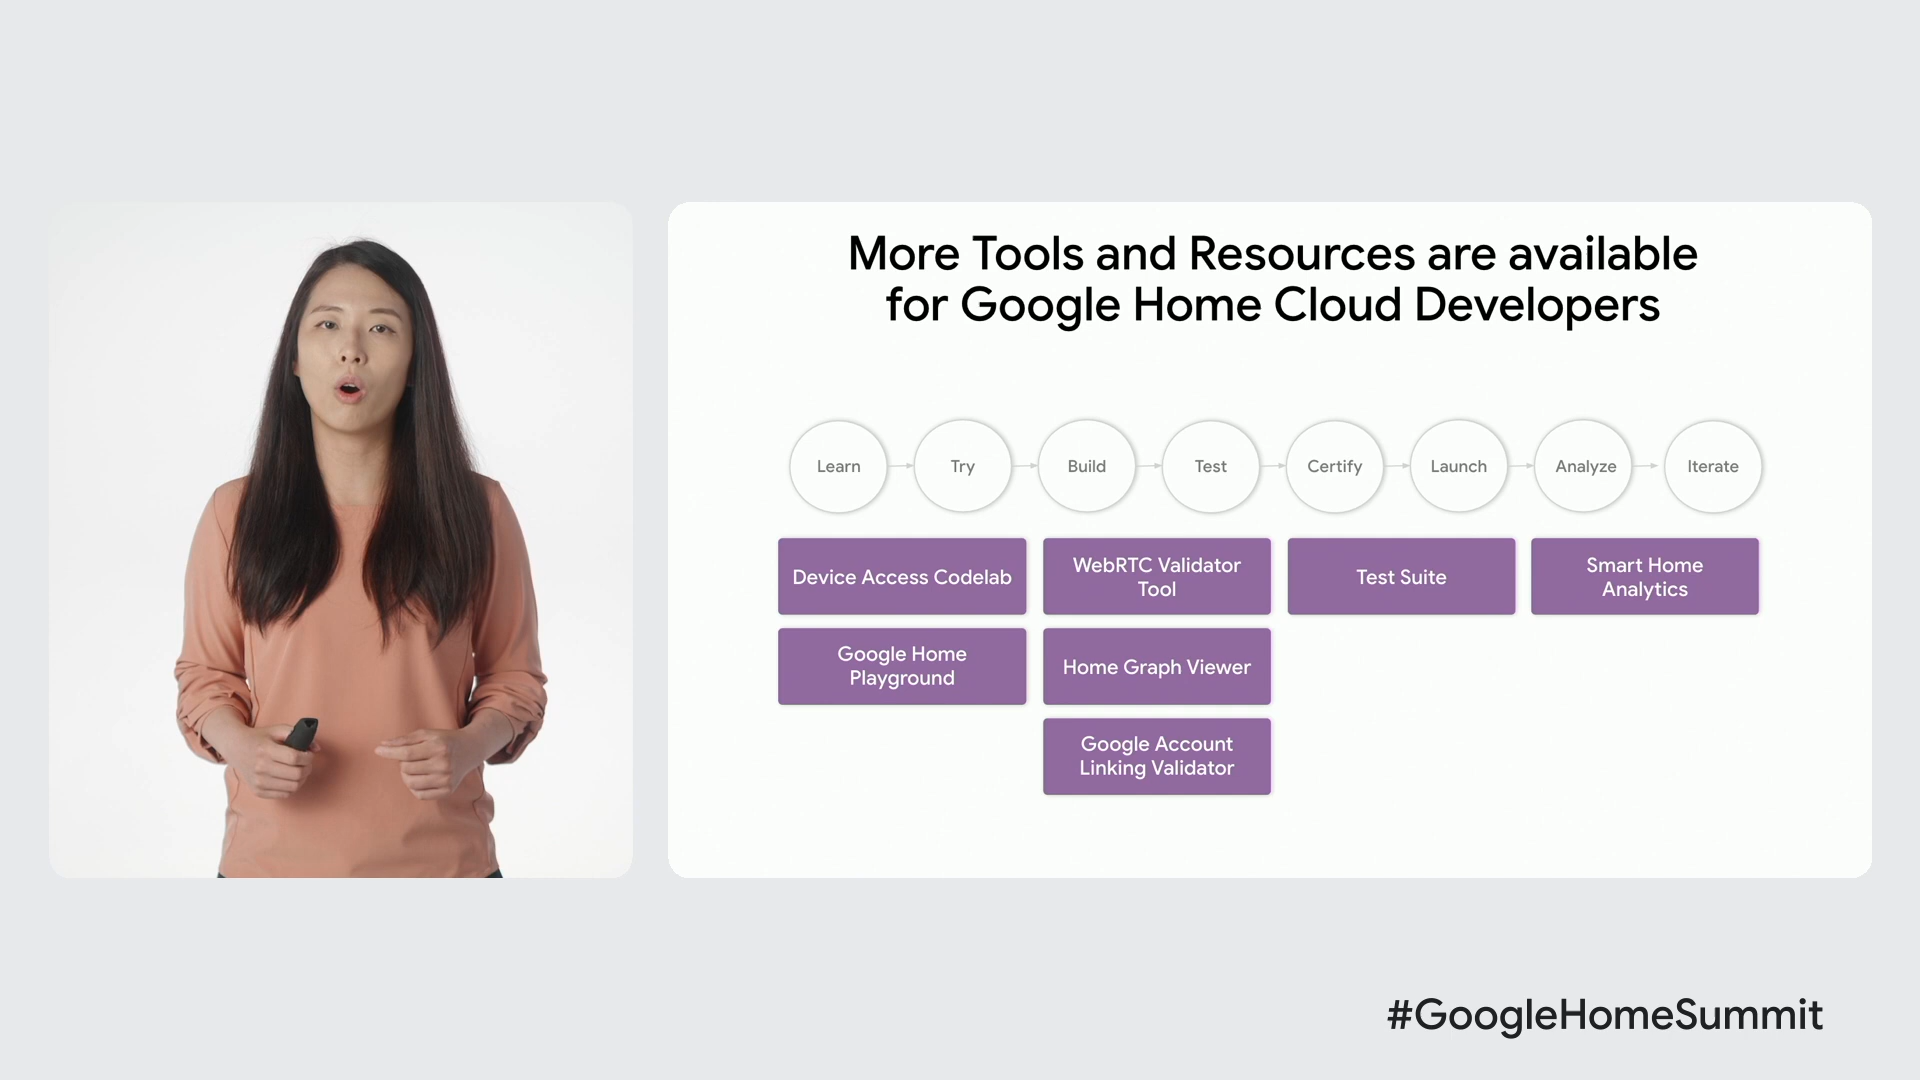 More Tools and Resources are available
for Google Home Cloud Developers
Learn
Try
Build
Test
Certify
Launch
Analyze
Iterate
Device Access Codelab
WebRTC Validator
Tool
Test Suite
Smart Home
Analytics
Google Home
Playground
Home Graph Viewer
Google Account
Linking Validator
#GoogleHomeSummit